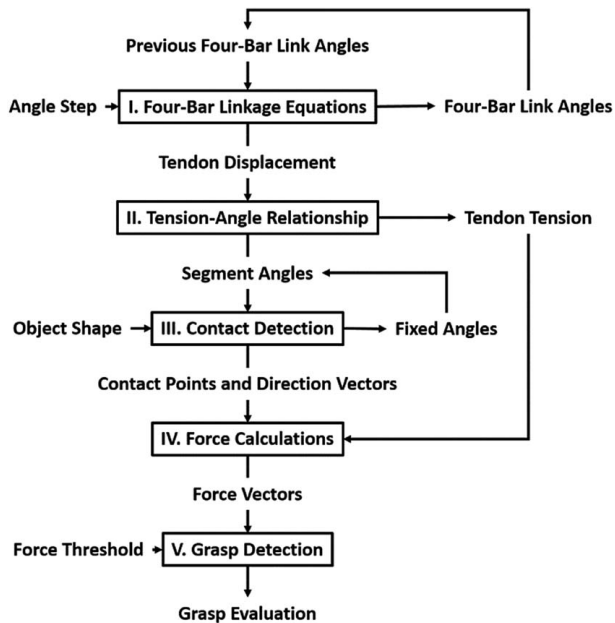 Previous Four-Bar Link Angles
Angle Step
I. Four-Bar Linkage Equations
Four-Bar Link Angles
Tendon Displacement
II. Tension-Angle Relationship
Tendon Tension
Segment Angles
Object Shape
III. Contact Detection
Fixed Angles
Contact Points and Direction Vectors
IV. Force Calculations
Force Vectors
Force Threshold
V. Grasp Detection
Grasp Evaluation